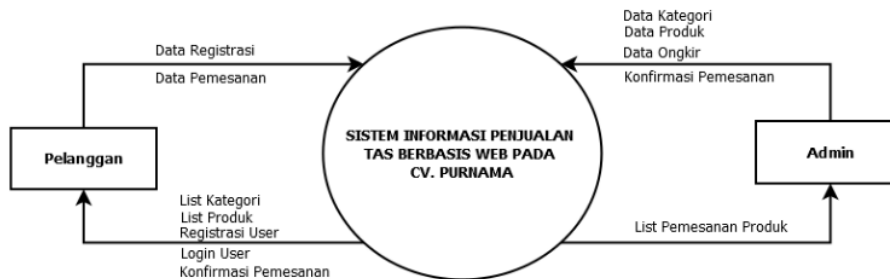 Data Registrasi
Data Pemesanan
Data Kategori
Data Produk
Data Ongkir
Konfirmasi Pemesanan
Pelanggan
SISTEM INFORMASI PENJUALAN
TAS BERBASIS WEB PADA
CV. PURNAMA
Admin
List Kategori
List Produk
Registrasi User
Login User
Konfirmasi Pemesanan
List Pemesanan Produk